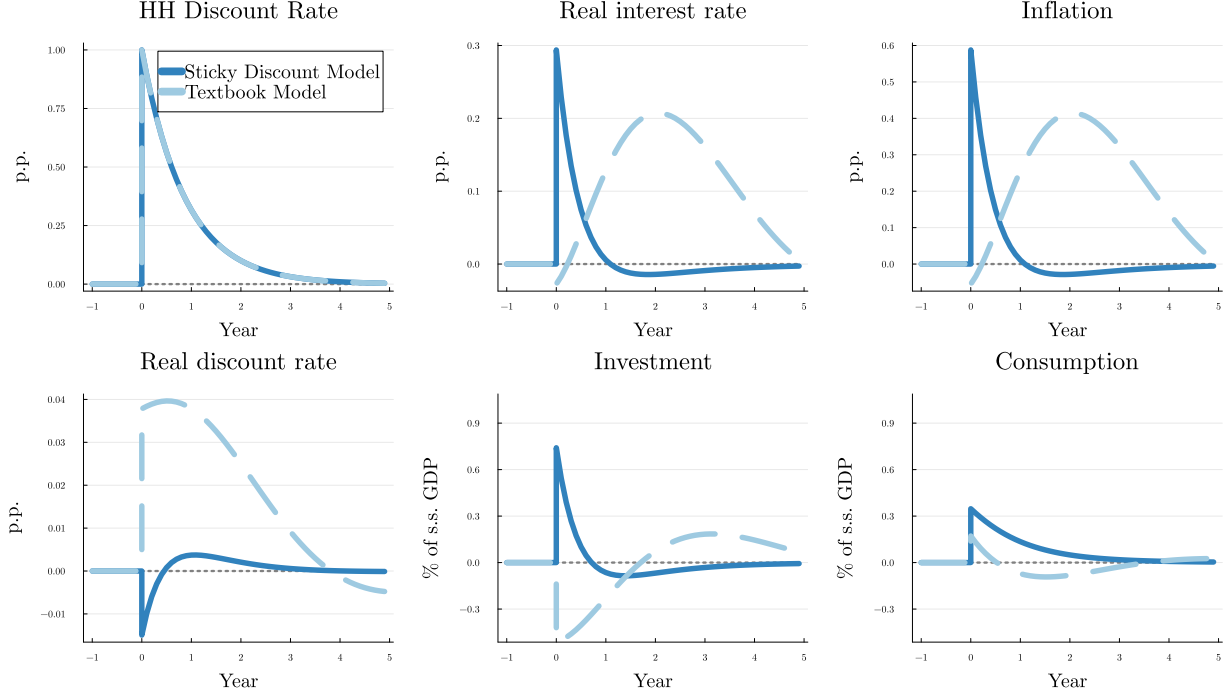 HH Discount Rate
Real interest rate
Inflation
p.p.
1.00
0.75
0.50
0.25
0.00
Sticky Discount Model
Textbook Model
−1 0 1 2 3 4 5
Year
p.p.
0.3
0.2
0.1
0.0
−1 0 1 2 3 4 5
Year
p.p.
0.6
0.5
0.4
0.3
0.2
0.1
0.0
−1 0 1 2 3 4 5
Year
Real discount rate
Investment
Consumption
p.p.
0.04
0.03
0.02
0.01
0.00
−0.01
−1 0 1 2 3 4 5
Year
% of s.s. GDP
0.9
0.6
0.3
0.0
−0.3
−1 0 1 2 3 4 5
Year
% of s.s. GDP
0.9
0.6
0.3
0.0
−0.3
−1 0 1 2 3 4 5
Year